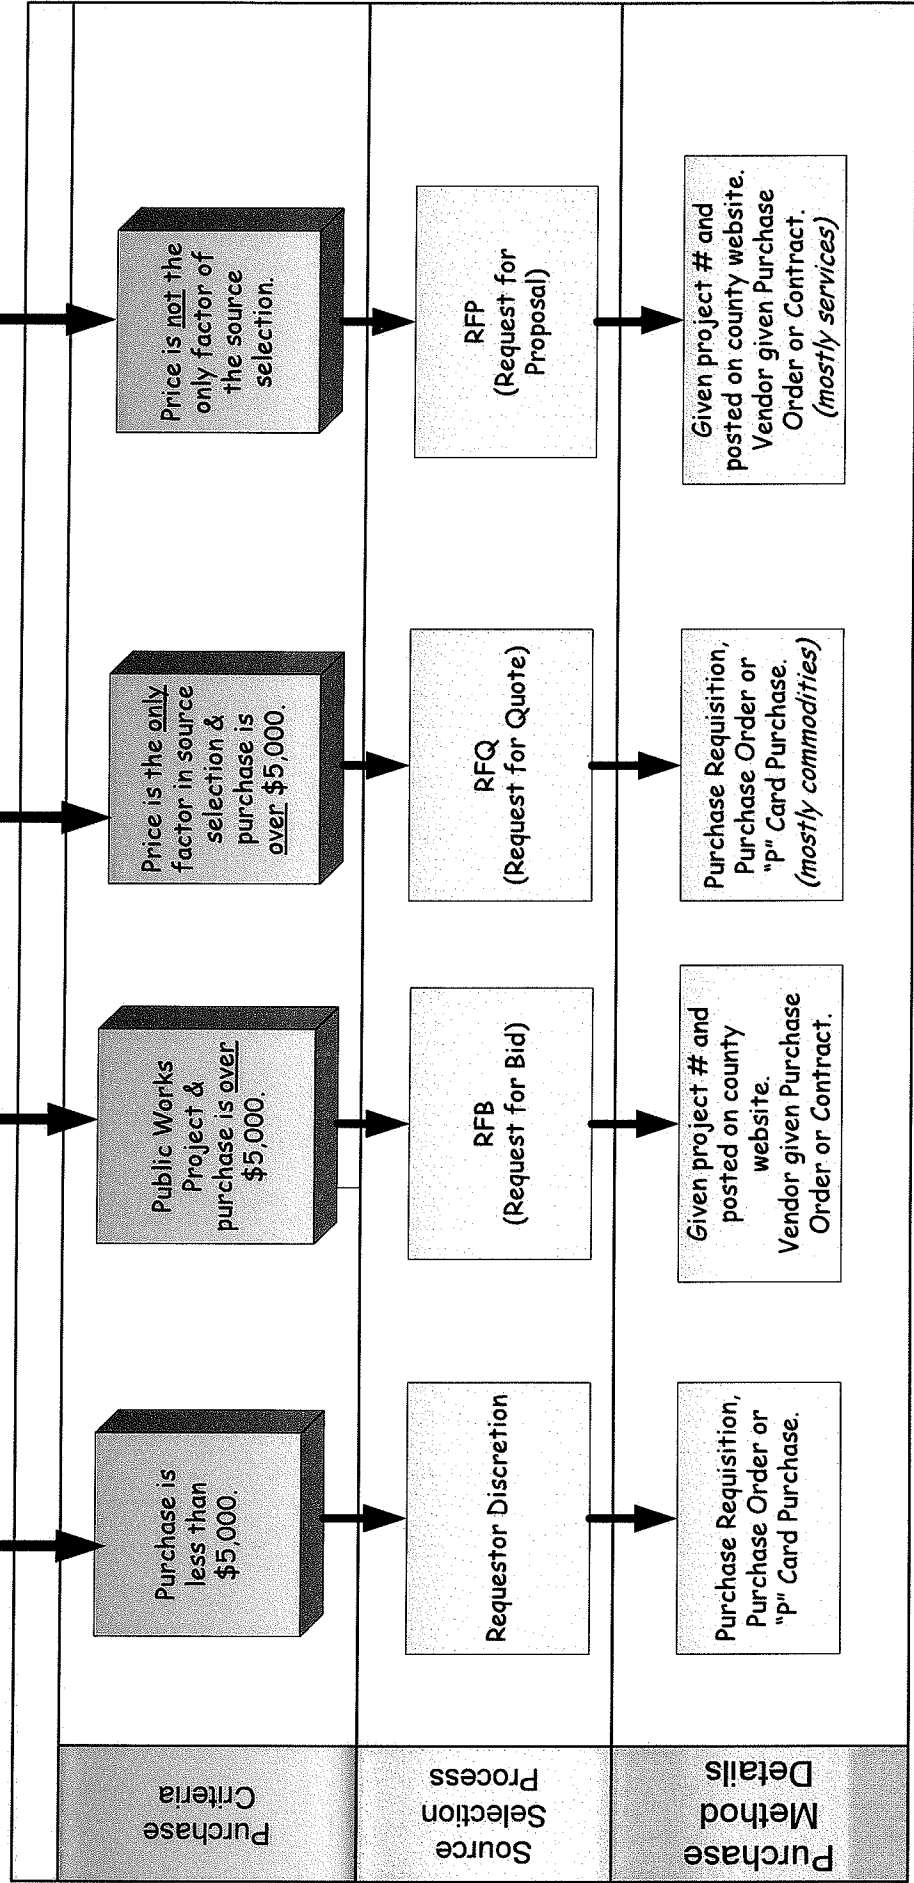 Purchase
Criteria
Purchase is
less than
$5,000.
Public Works
Project &
purchase is over
$5,000.
Price is the only
factor in source
selection &
purchase is
over $5,000.
Price is not the
only factor of
the source
selection.
Source
Selection
Process
Requestor Discretion
RFB
(Request for Bid)
RFQ
(Request for Quote)
RFP
(Request for
Proposal)
Purchase
Method
Details
Purchase Requisition,
Purchase Order or
"P" Card Purchase.
Given project # and
posted on county
website.
Vendor given Purchase
Order or Contract.
Purchase Requisition,
Purchase Order or
"P" Card Purchase.
(mostly commodities)
Given project # and
posted on county website.
Vendor given Purchase
Order or Contract.
(mostly services)